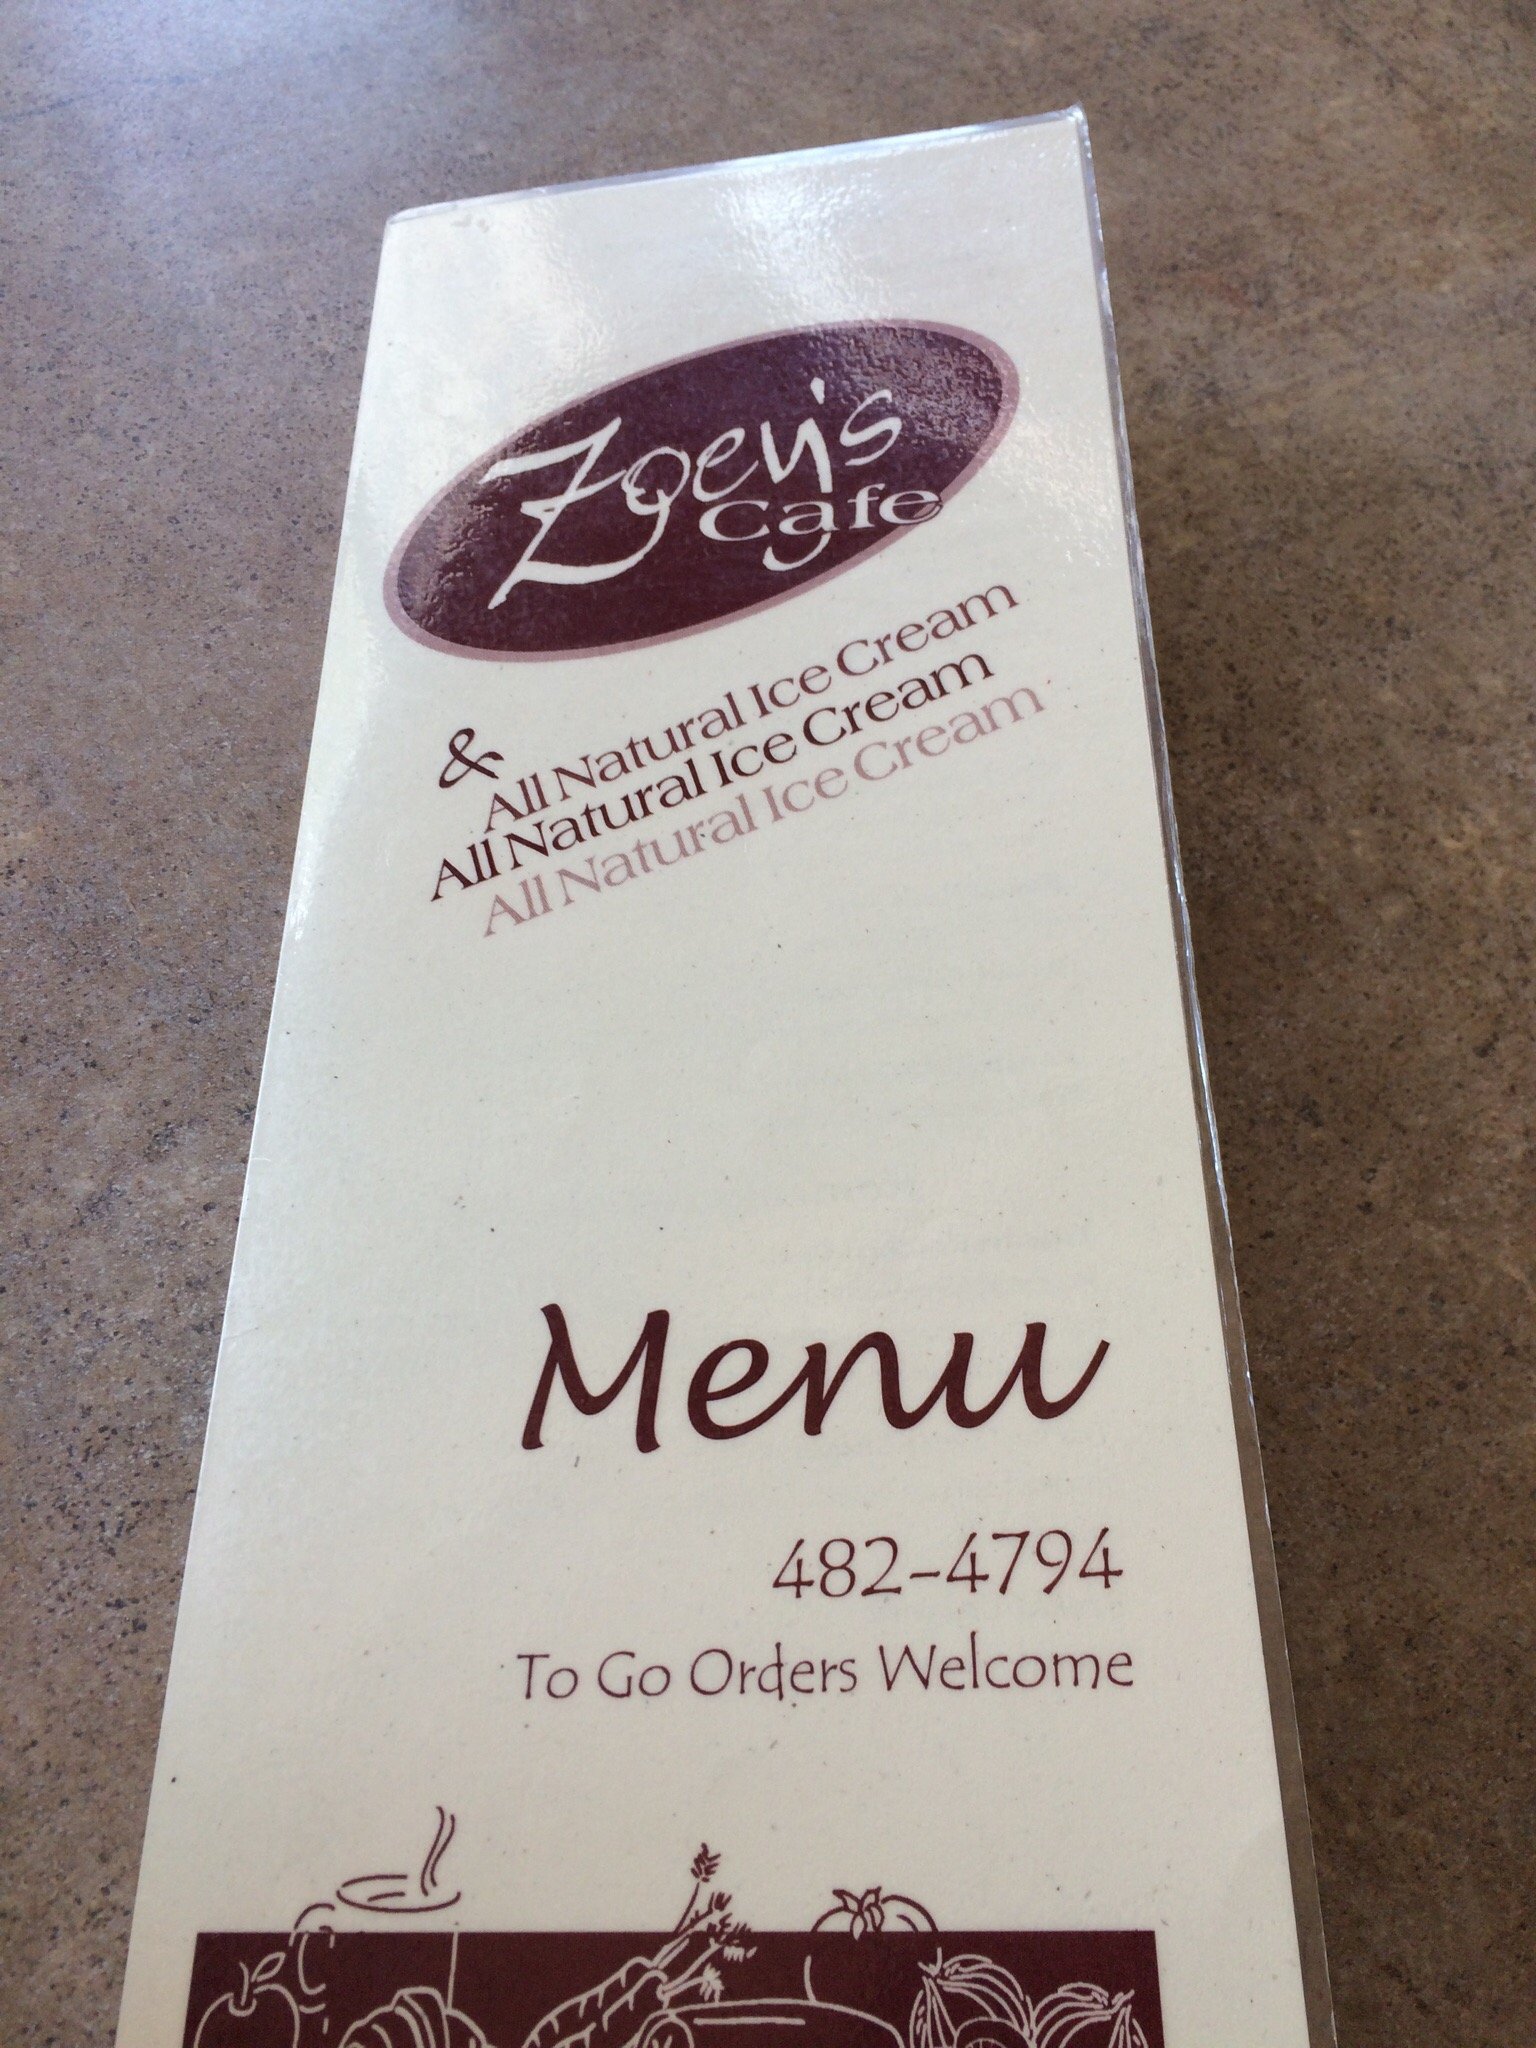 Zoey's
Cafe
& All Natural Ice Cream
All Natural Ice Cream
All Natural Ice Cream
Menu
482-4794
To Go Orders Welcome